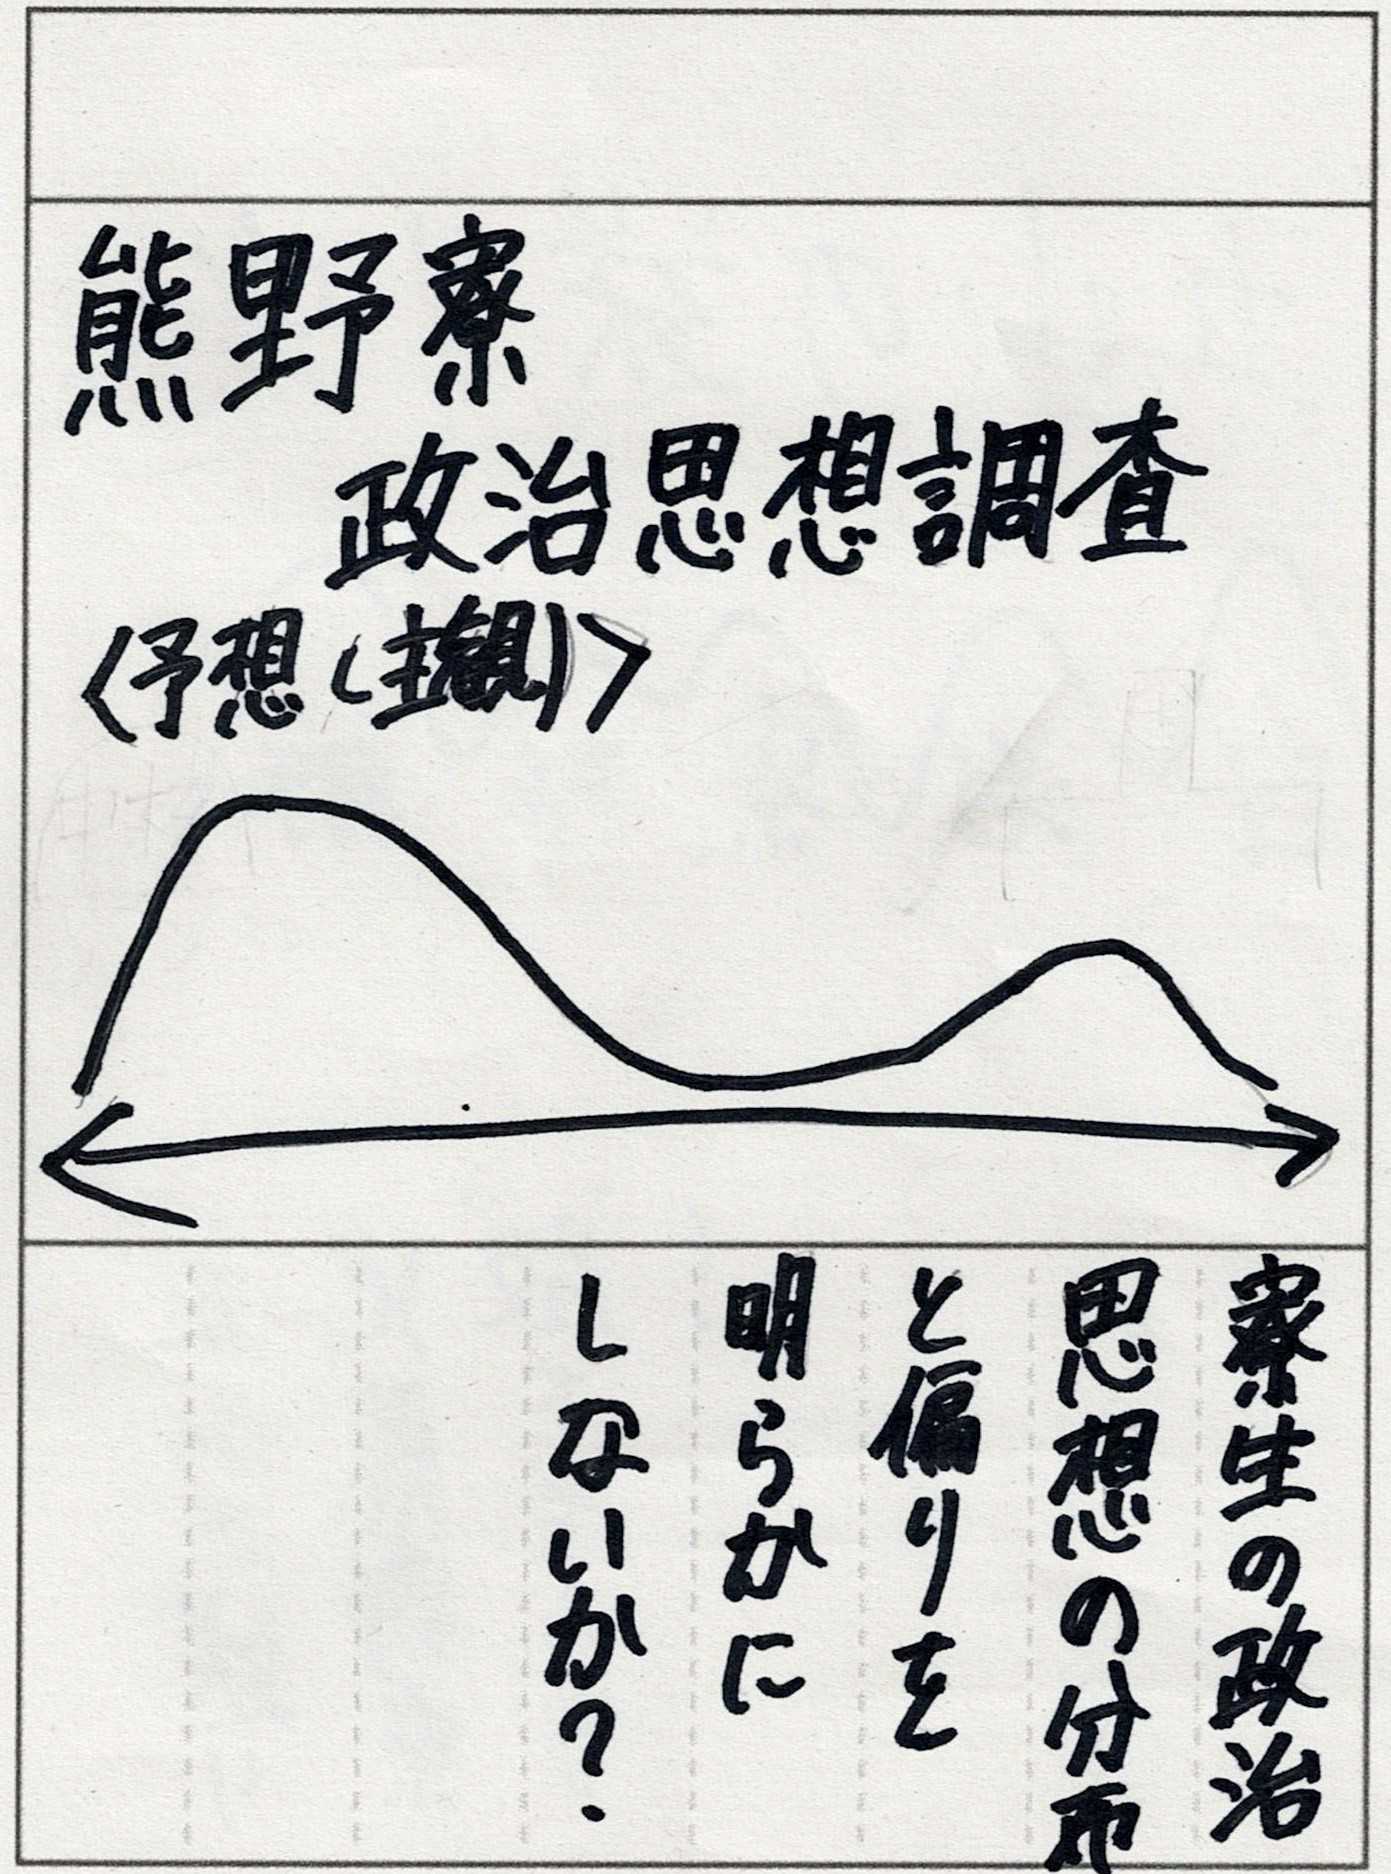 熊野寮
政治思想調査
〈予想（主観）〉
寮生の政治
思想の分布
と偏りを
明らかに
しないか?